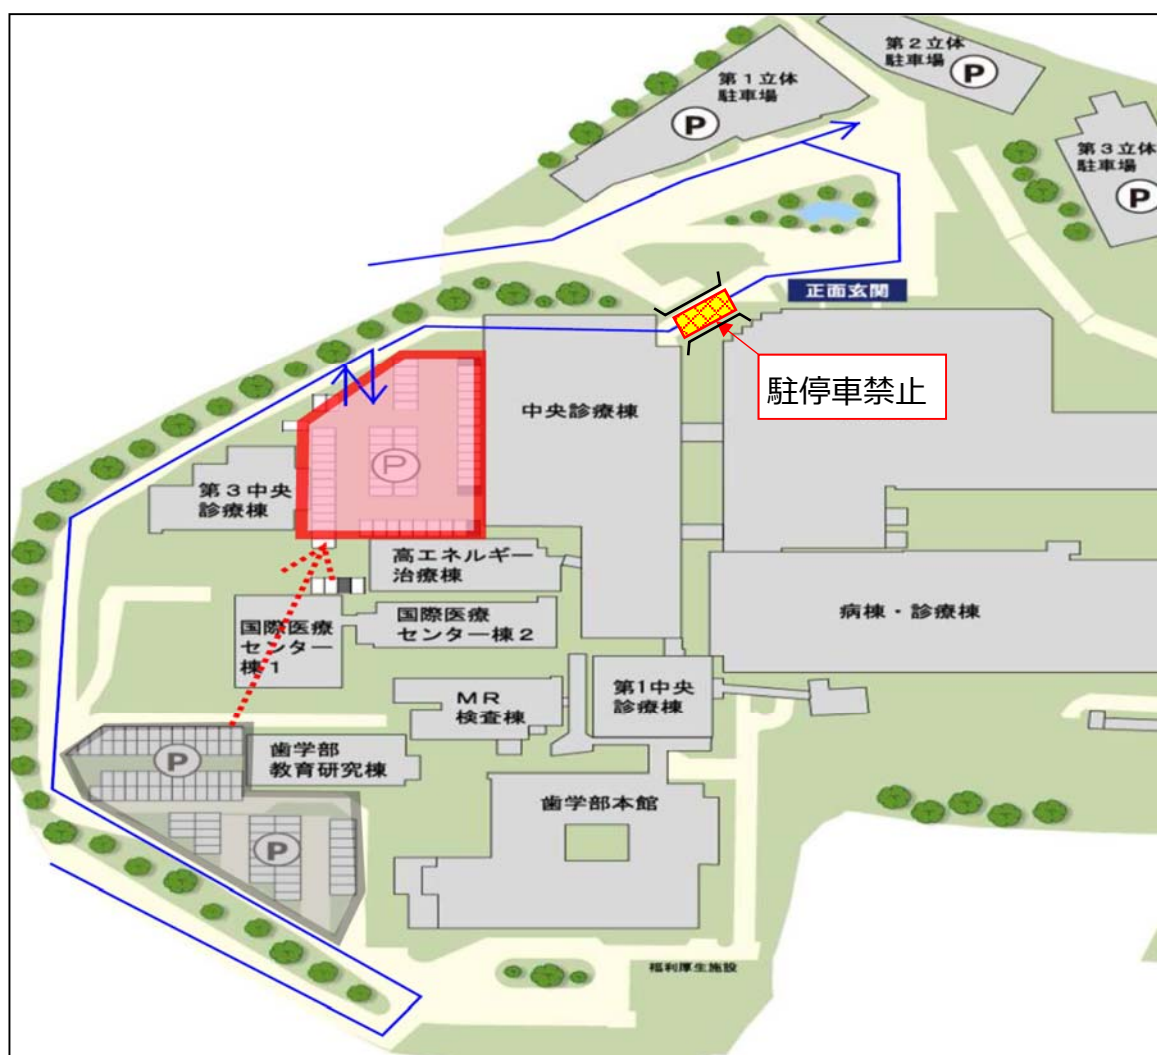 第２立体
駐車場
P
第１立体
駐車場
P
第３立体
駐車場
P
正面玄関
駐停車禁止
中央診療棟
P
第３中央
診療棟
高エネルギー
治療棟
国際医療
センター棟２
国際医療
センター
棟１
病棟・診療棟
第1中央
診療棟
MR
検査棟
歯学部
教育研究棟
P
歯学部本館
P
福利厚生施設